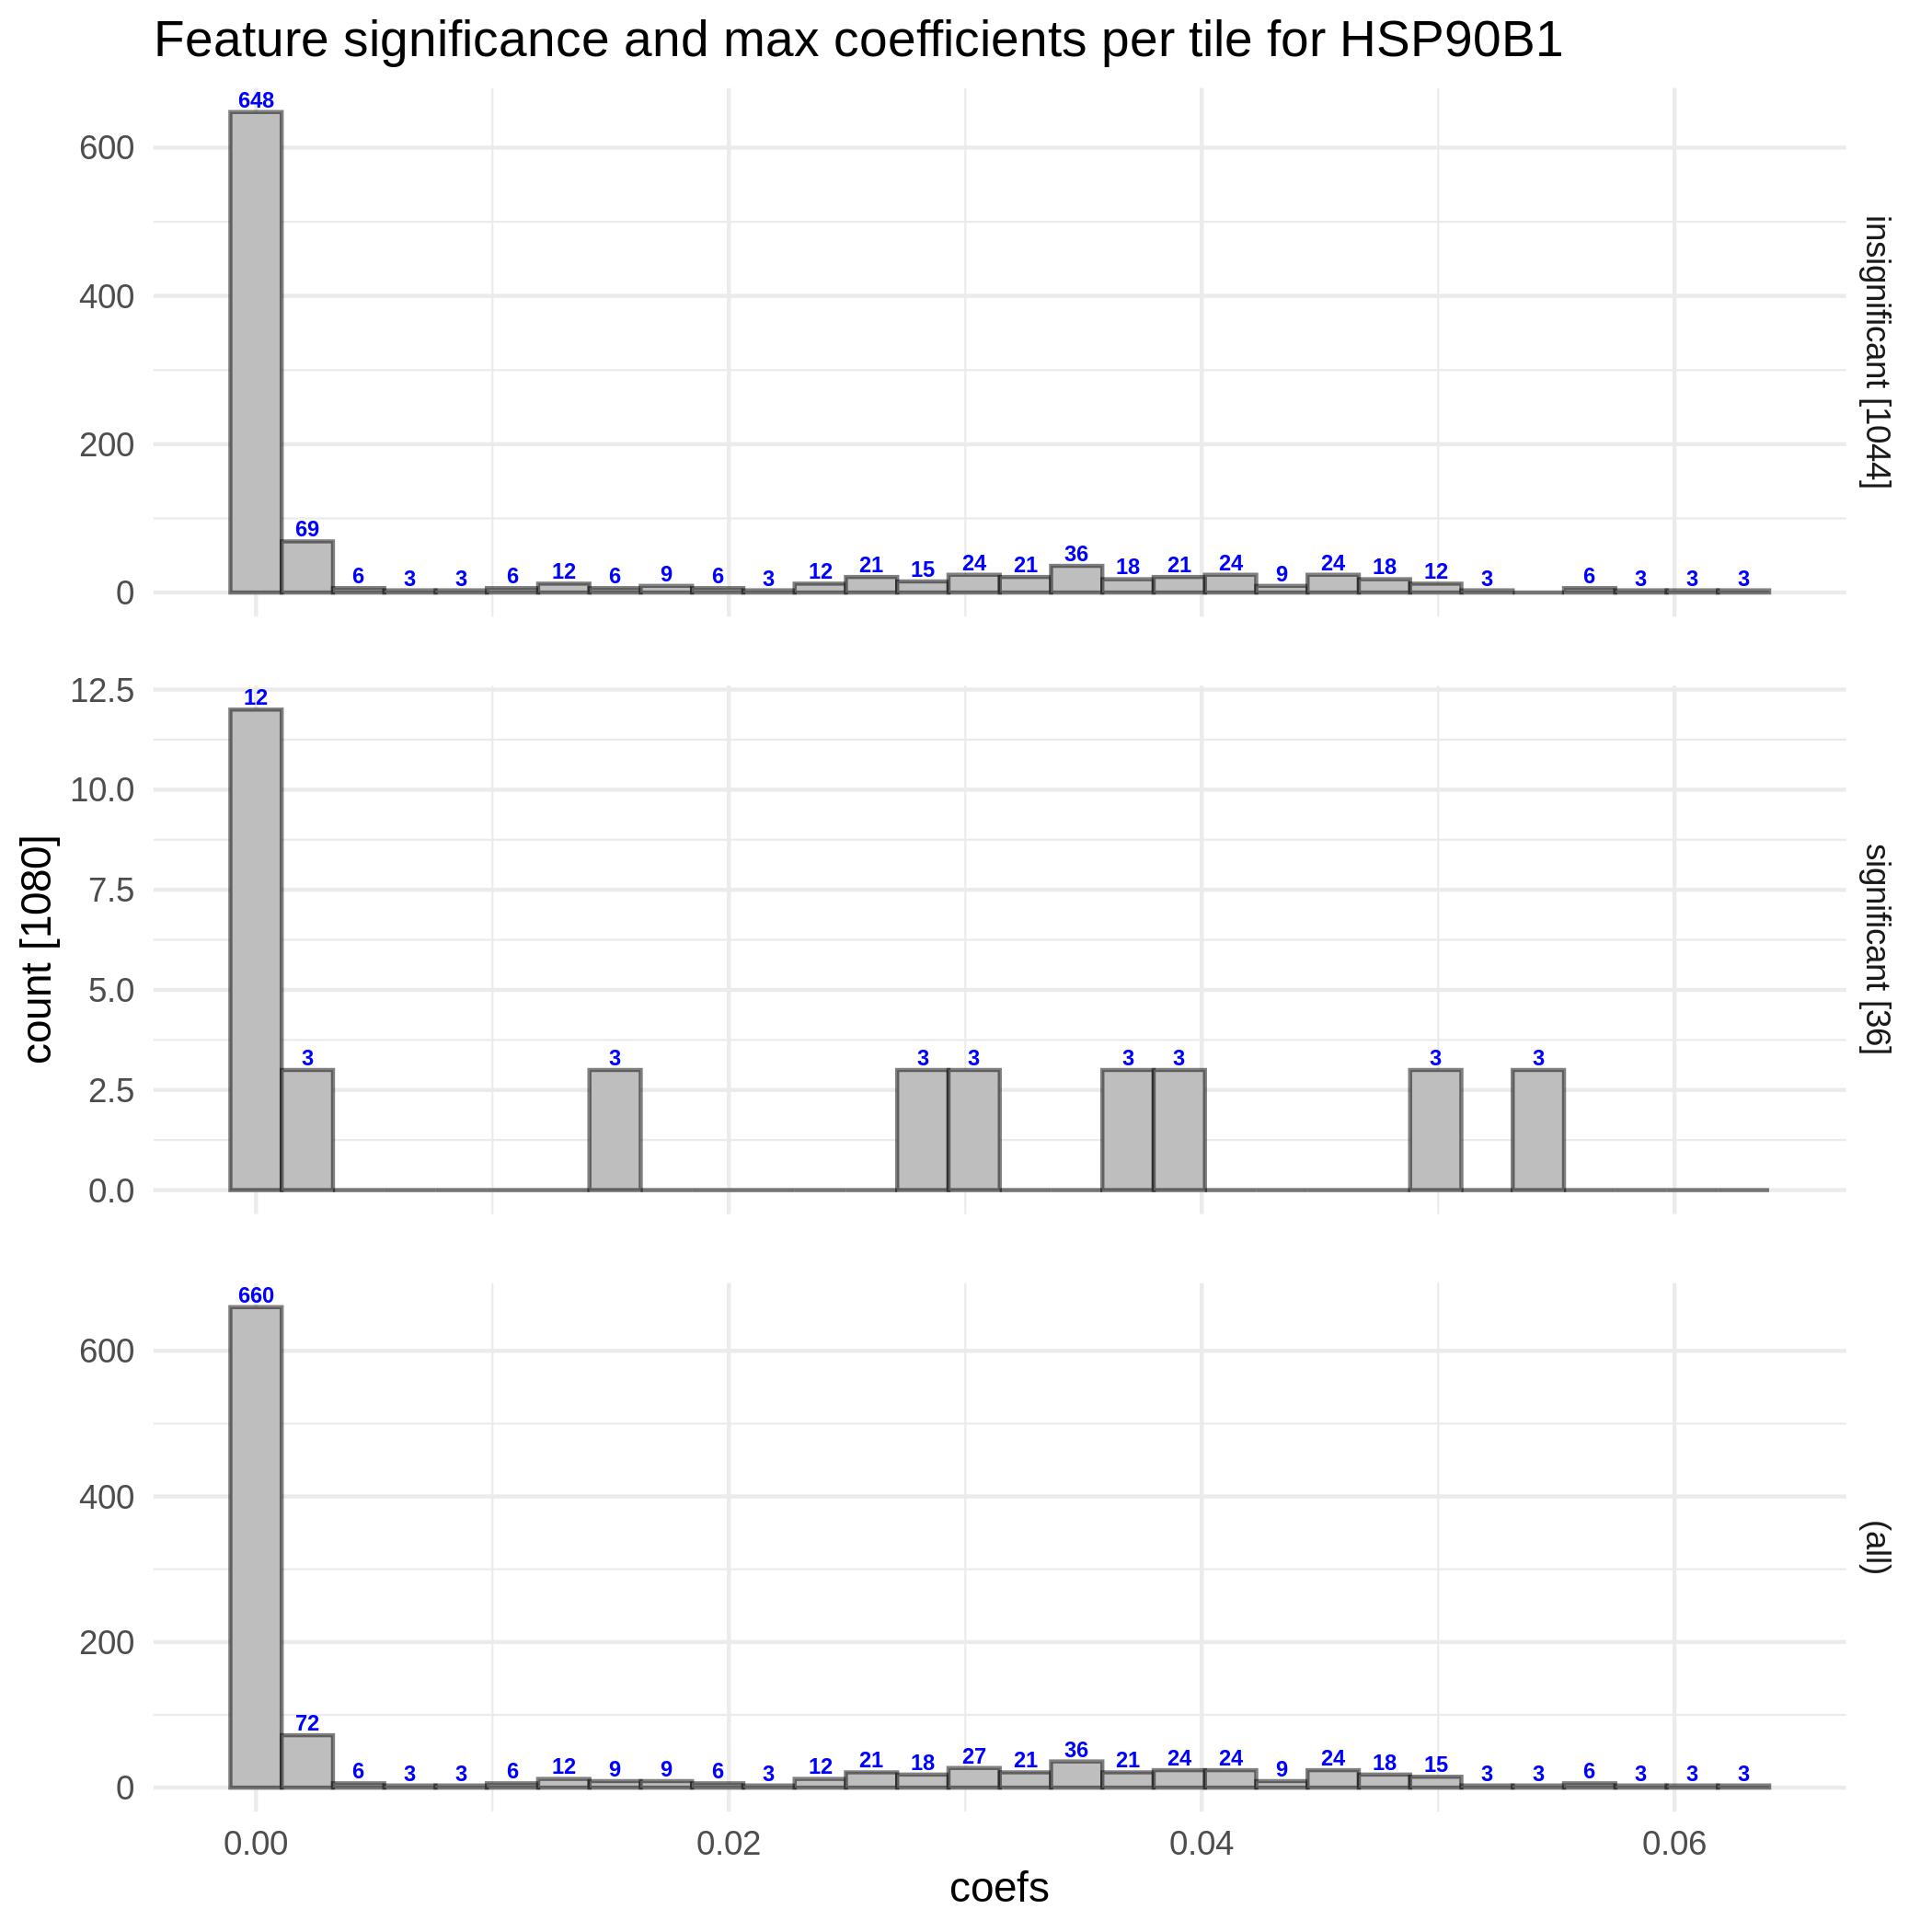 Feature significance and max coefficients per tile for HSP90B1
648
600
400
200
0
69 6 3 3 6 12 6 9 6 3 12 21 15 24 21 36 18 21 24 9 24 18 12 3 6 3 3 3
insignificant [1044]
count [1080]
12.5
10.0
7.5
5.0
2.5
0.0
12 3 3 3 3 3 3 3 3
significant [36]
660
600
400
200
0
72 6 3 3 6 12 9 9 6 3 12 21 18 27 21 36 21 24 24 9 24 18 15 3 3 6 3 3 3
(all)
0.00 0.02 0.04 0.06
coefs